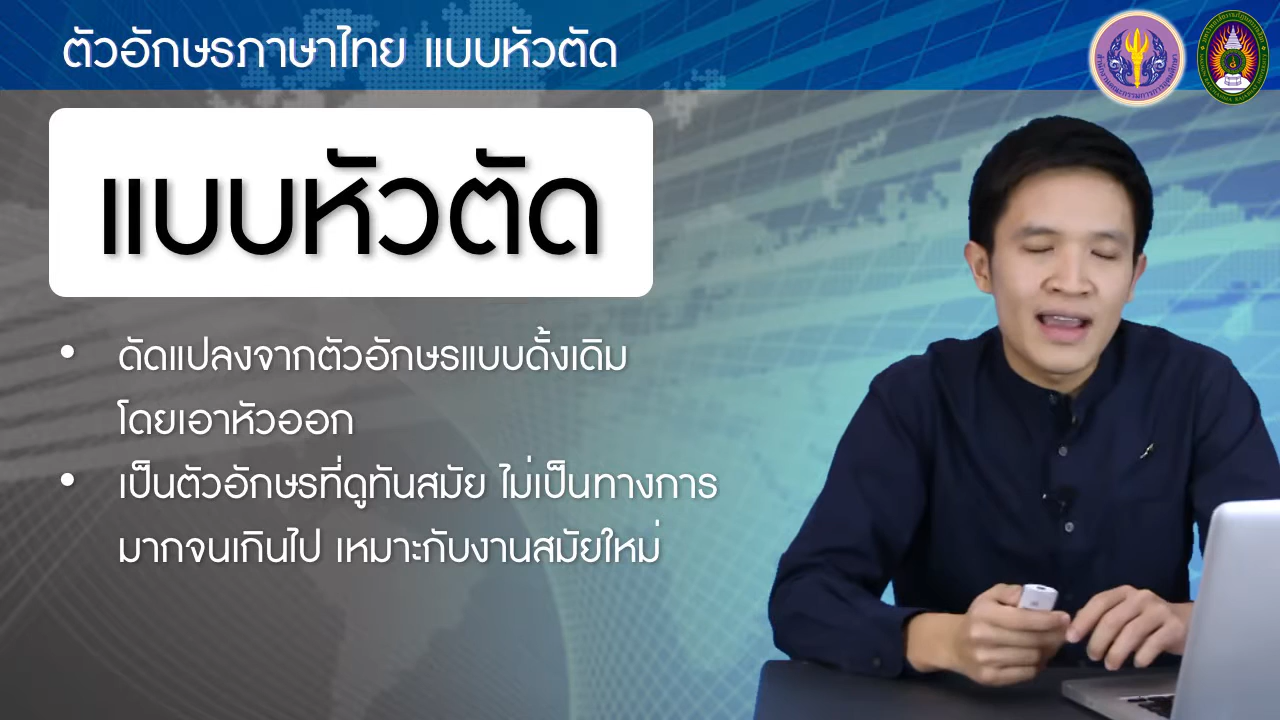 ตัวอักษรภาษาไทย แบบหัวตัด
แบบหัวตัด
• ดัดแปลงจากตัวอักษรแบบดั้งเดิม
โดยเอาหัวออก
• เป็นตัวอักษรที่ดูทันสมัย ไม่เป็นทางการ
มากจนเกินไป เหมาะกับงานสมัยใหม่